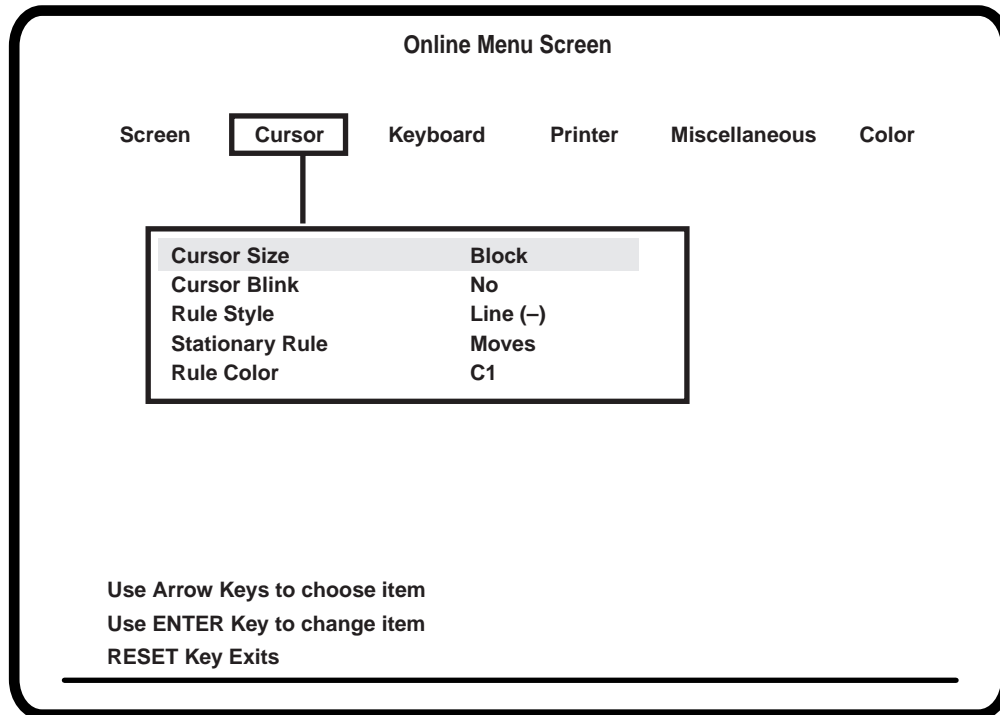 Online Menu Screen
Screen Cursor Keyboard Printer Miscellaneous Color
Cursor Size Block
Cursor Blink No
Rule Style Line (–)
Stationary Rule Moves
Rule Color C1
Use Arrow Keys to choose item
Use ENTER Key to change item
RESET Key Exits